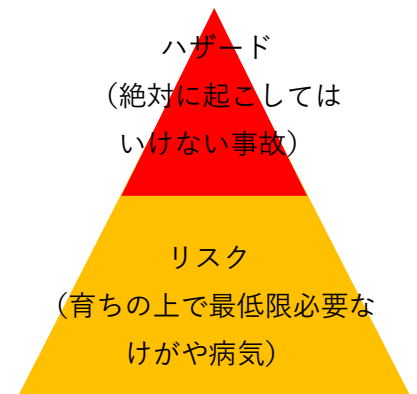 ハザード
（絶対に起こしては
いけない事故）
リスク
（育ちの上で最低限必要な
けがや病気）